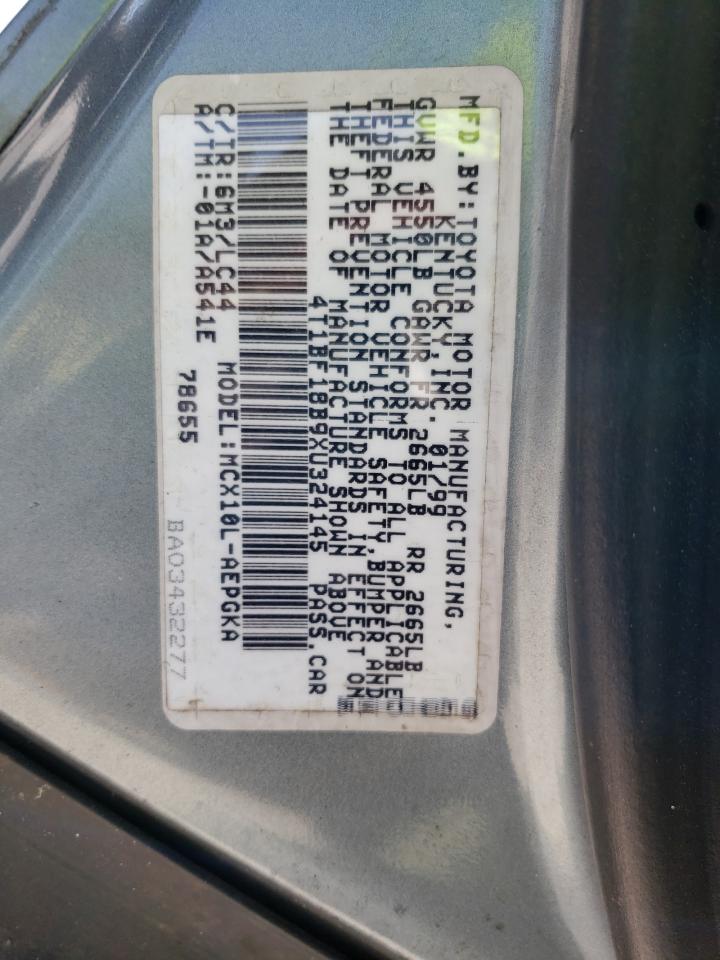 MFD.BY:TOYOTA MOTOR MANUFACTURING,
KENTUCKY,INC. 01/99
GVWR 4550LB GAWR FR 2665LB RR 2665LB
THIS VEHICLE CONFORMS TO ALL APPLICABLE
FEDERAL MOTOR VEHICLE SAFETY,BUMPER AND
THEFT PREVENTION STANDARDS IN EFFECT ON
THE DATE OF MANUFACTURE SHOWN ABOVE
4T1BF18B9XU324145 PASS.CAR
MODEL:MCX10L-AEPGKA
C/TR:6M3/LC44
A/TM:-01A/A541E 78655
BA03432277